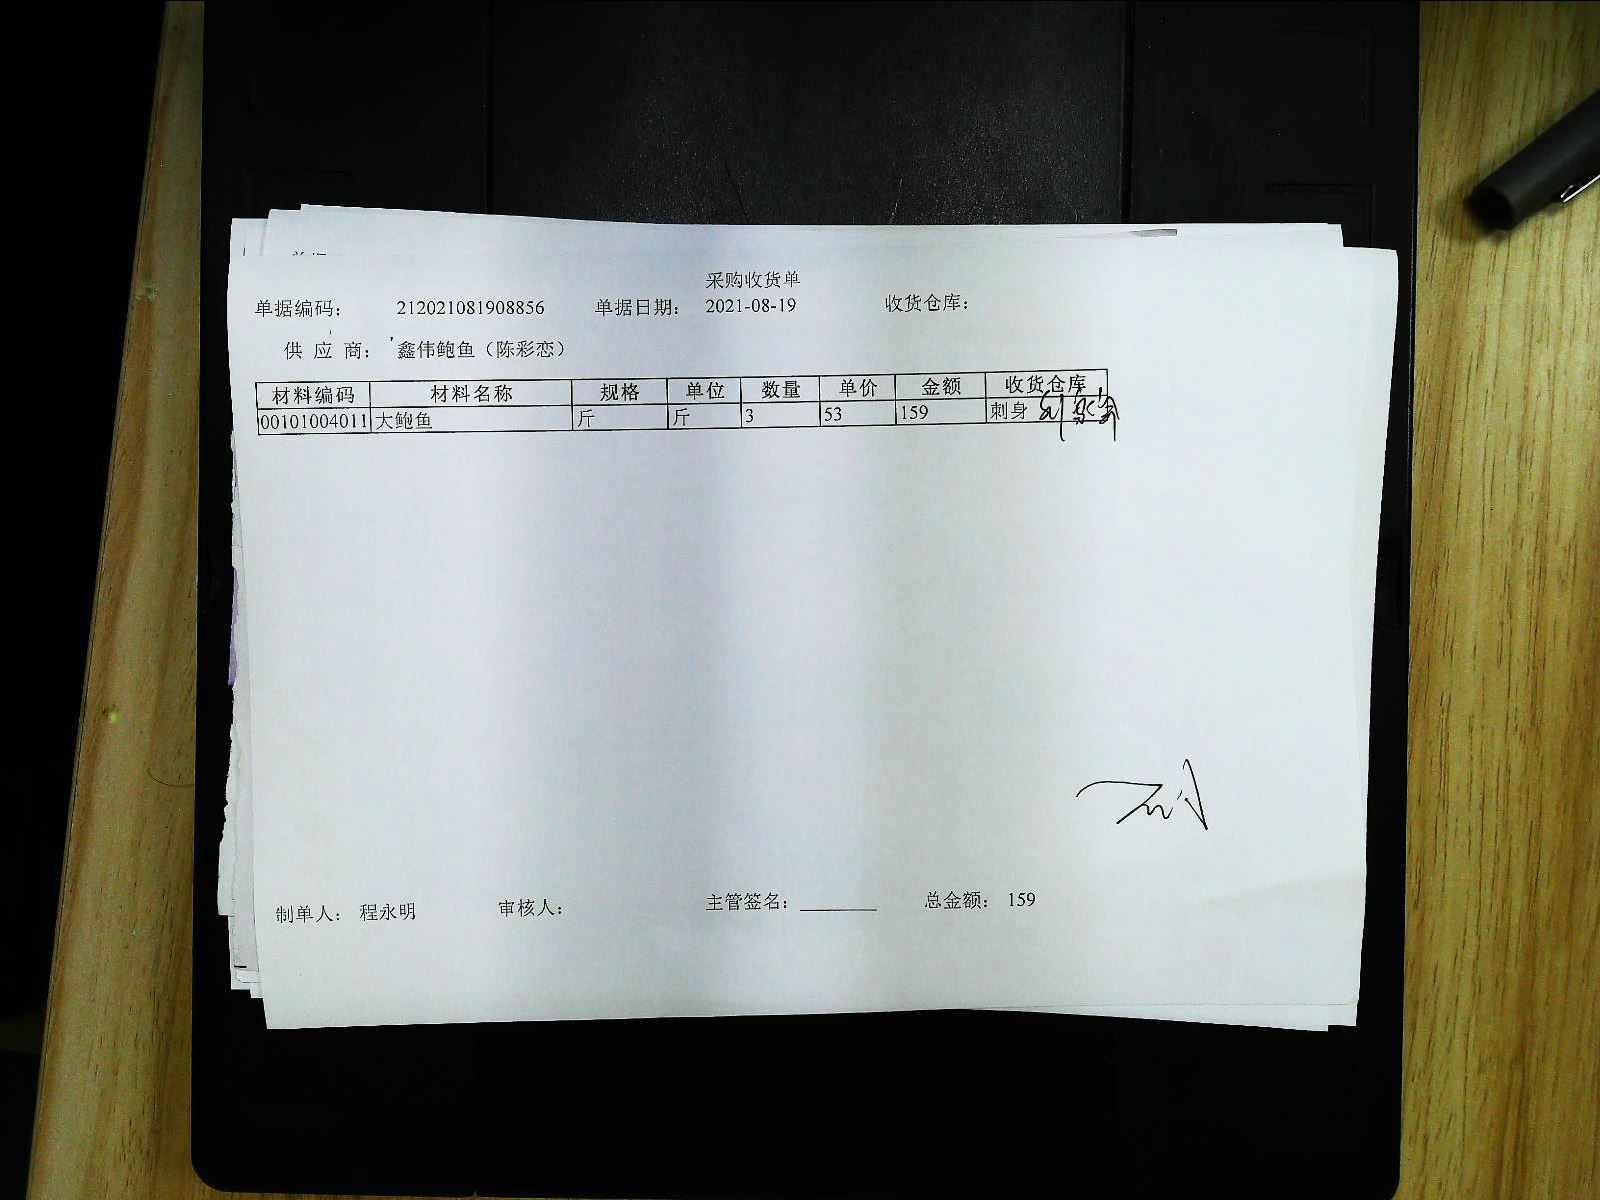 采购收货单
单据编码： 212021081908856 单据日期： 2021-08-19 收货仓库：
供 应 商： 鑫伟鲍鱼（陈彩恋）
材料编码 材料名称 规格 单位 数量 单价 金额 收货仓库
00101004011 大鲍鱼 斤 斤 3 53 159 刺身
制单人： 程永明 审核人： 主管签名： 总金额： 159